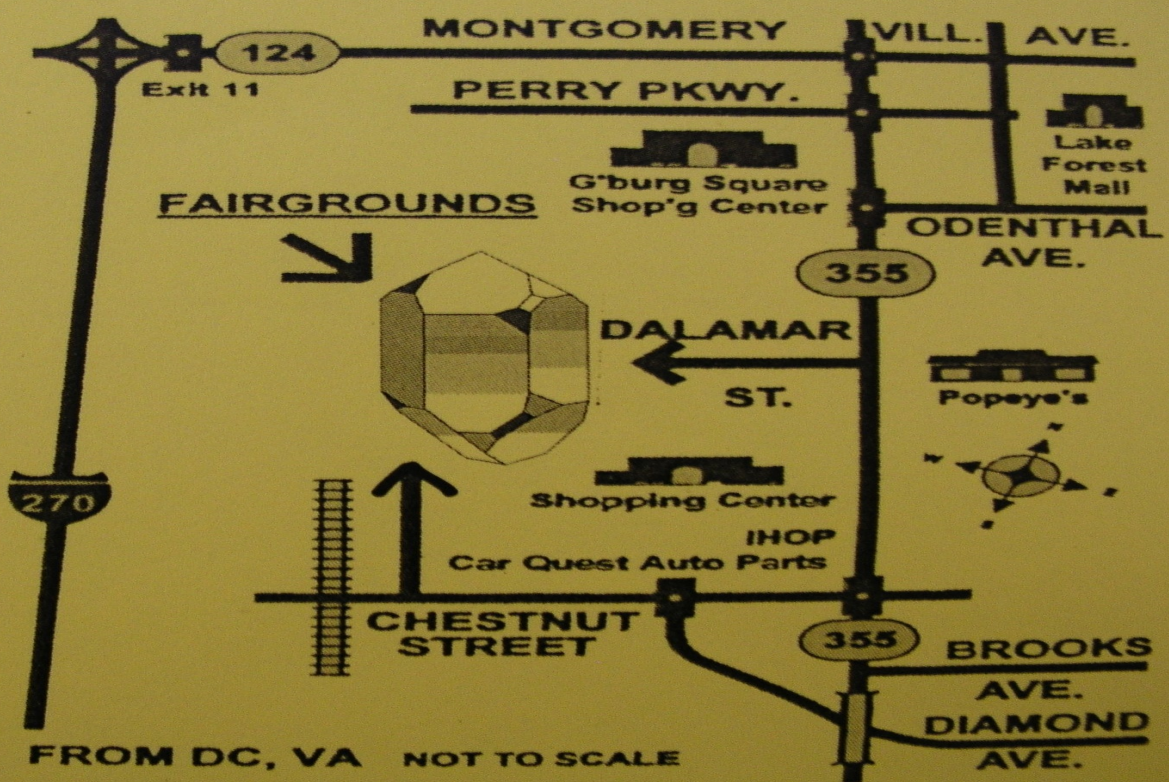 MONTGOMERY VILL. AVE.
124
Exit 11
PERRY PKWY.
Lake
Forest
Mall
G'burg Square
Shop'g Center
FAIRGROUNDS
ODENTHAL
AVE.
355
DALAMAR
ST.
Popeye's
N
W
E
S
270
Shopping Center
IHOP
Car Quest Auto Parts
CHESTNUT
STREET
355
BROOKS
AVE.
DIAMOND
AVE.
FROM DC, VA NOT TO SCALE